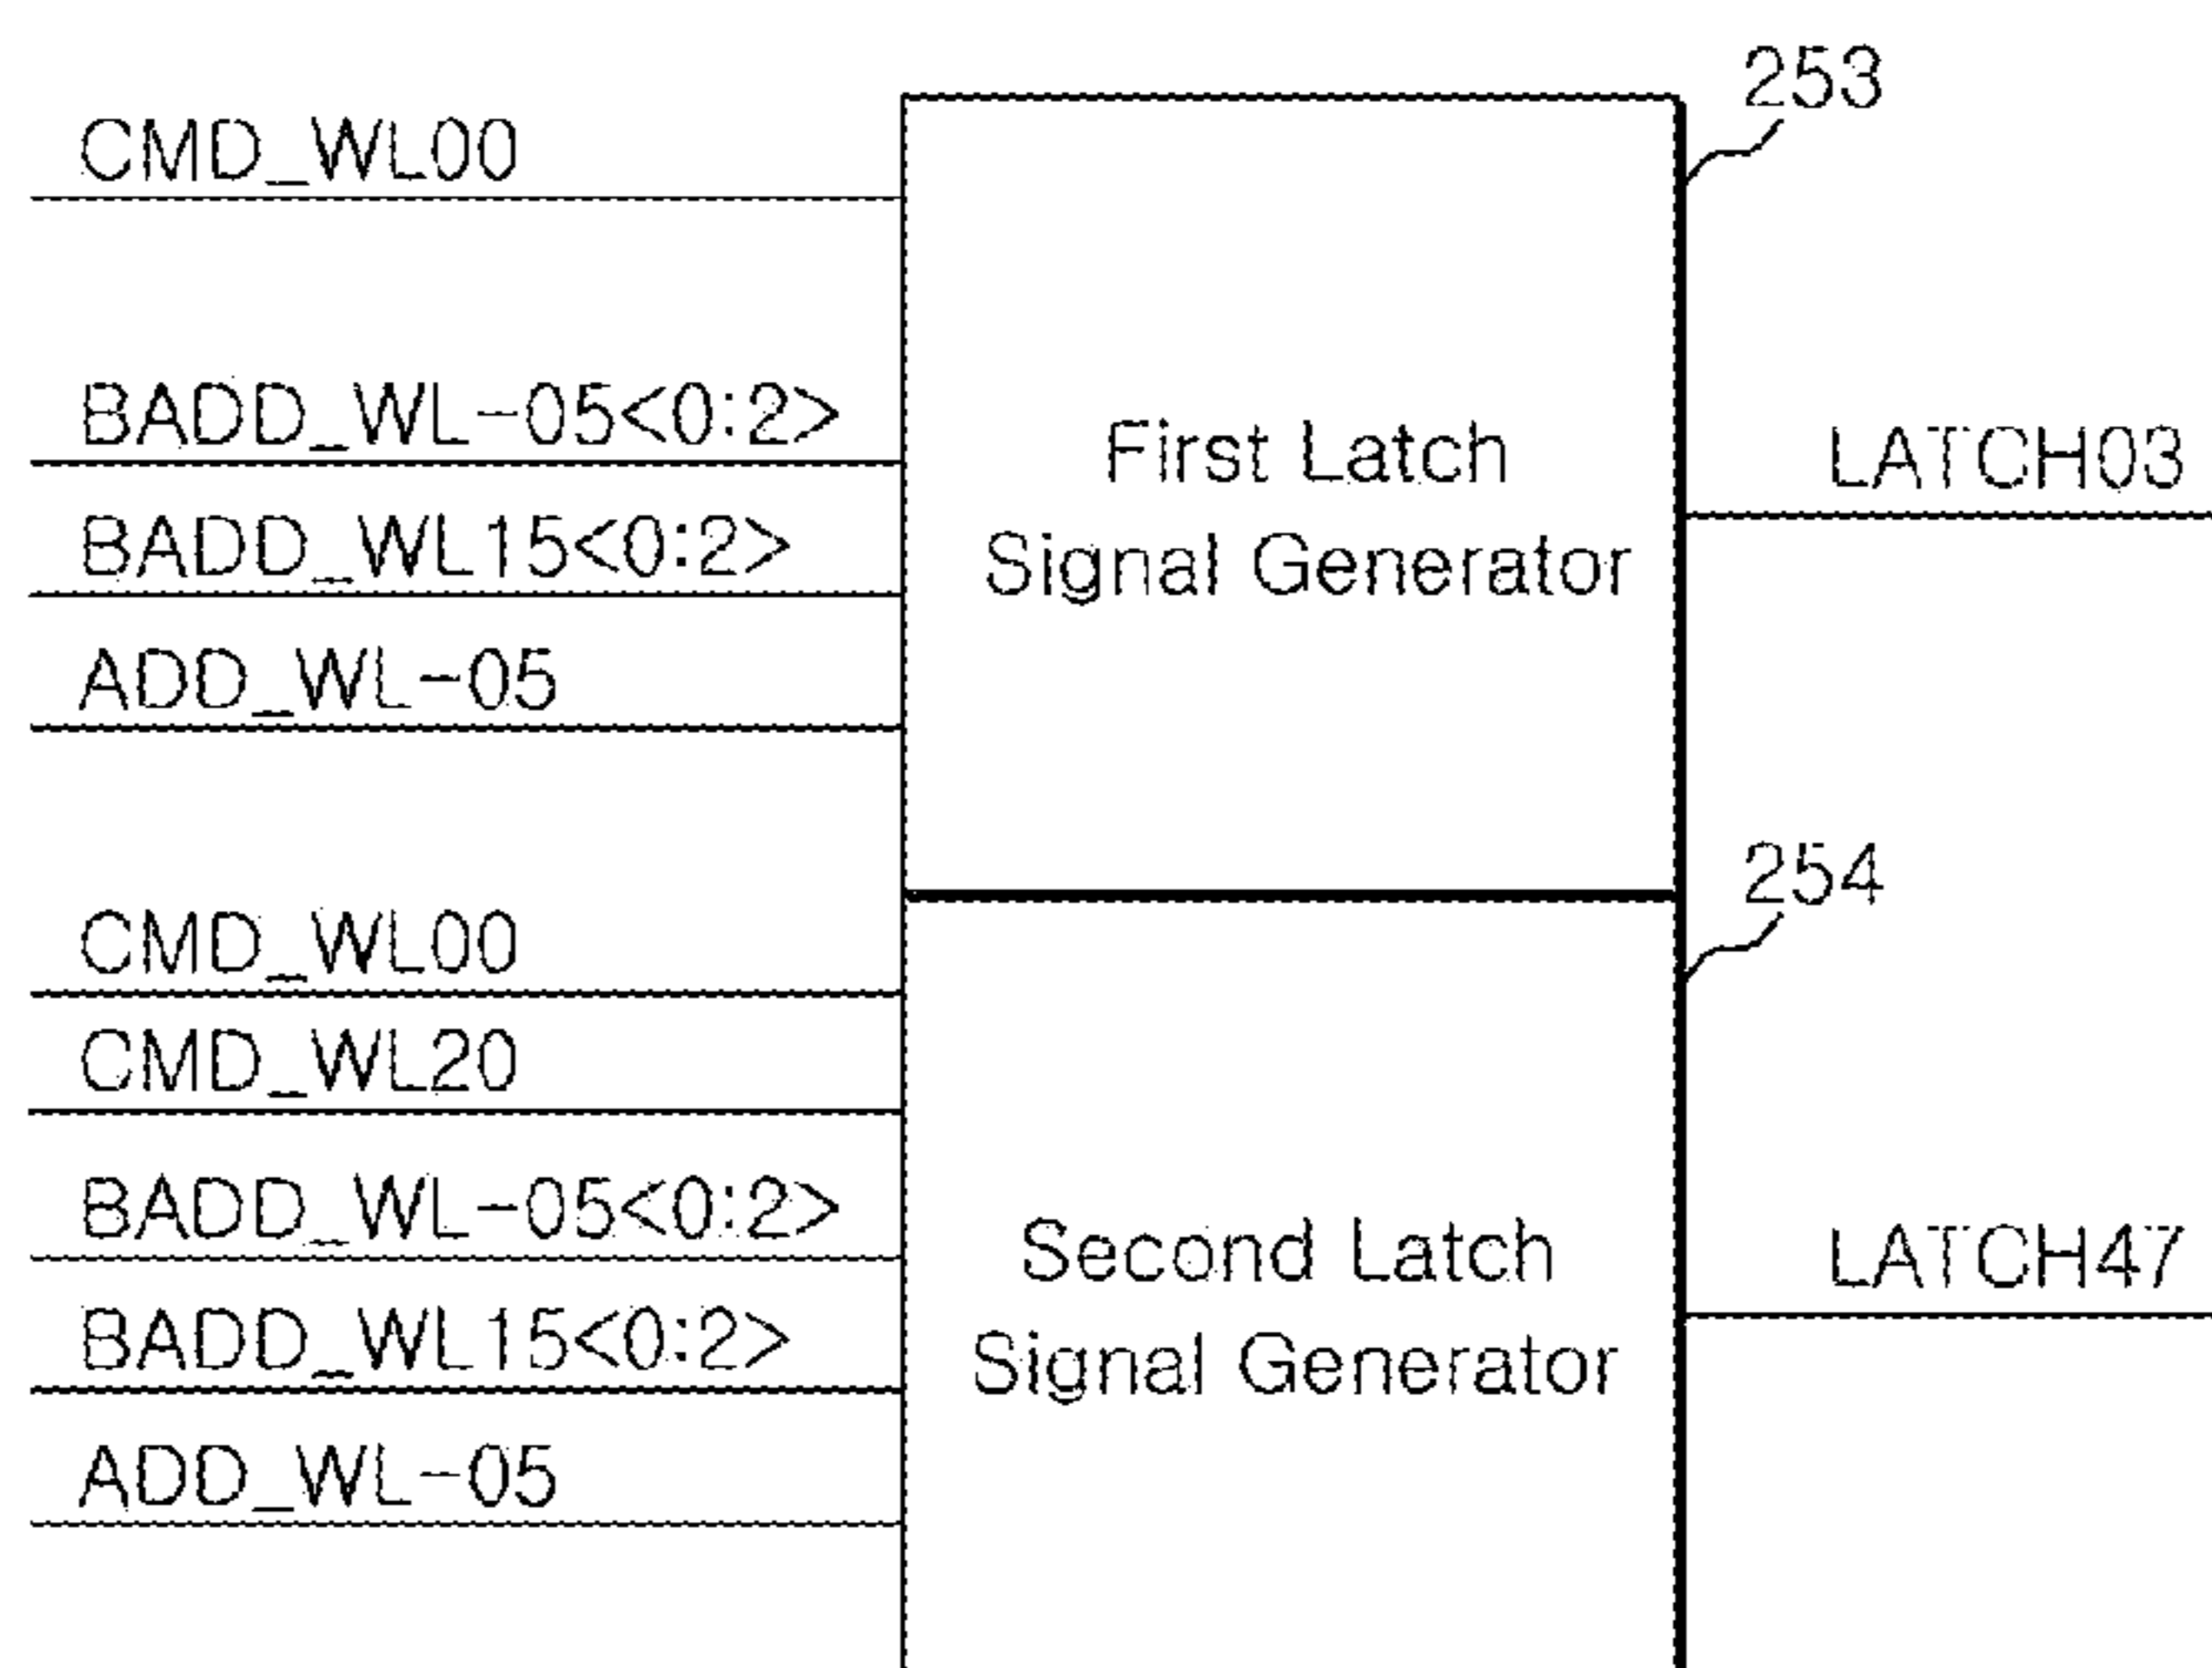 253
CMD_WL00
BADD_WL-05<0:2>
BADD_WL15<0:2>
ADD_WL-05
First Latch
Signal Generator
LATCH03
254
CMD_WL00
CMD_WL20
BADD_WL-05<0:2>
BADD_WL15<0:2>
ADD_WL-05
Second Latch
Signal Generator
LATCH47